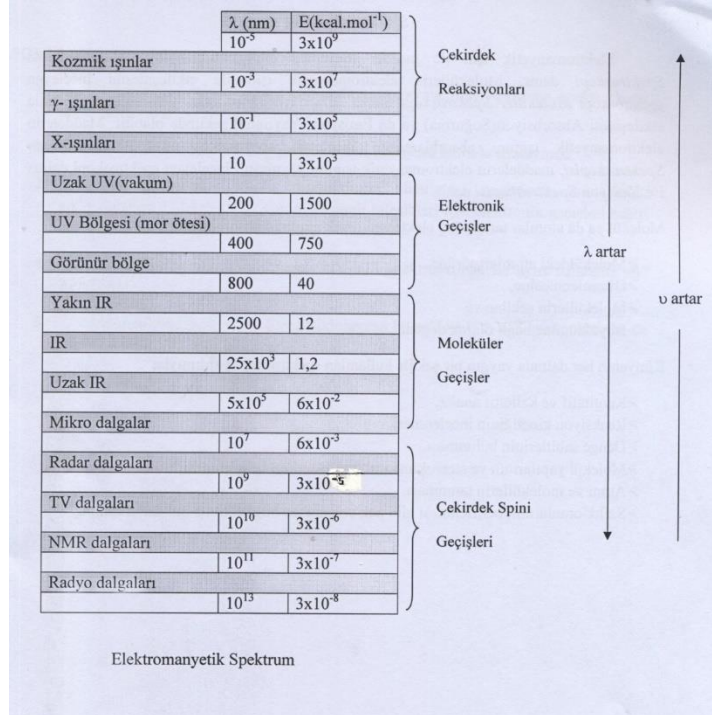 λ (nm) E(kcal.mol⁻¹)
10⁻⁵ 3x10⁹
Kozmik ışınlar
10⁻³ 3x10⁷
γ- ışınları
10⁻¹ 3x10⁵
X-ışınları
10 3x10³
Uzak UV(vakum)
200 1500
UV Bölgesi (mor ötesi)
400 750
Görünür bölge
800 40
Yakın IR
2500 12
IR
25x10³ 1,2
Uzak IR
5x10⁵ 6x10⁻²
Mikro dalgalar
10⁷ 6x10⁻³
Radar dalgaları
10⁹ 3x10⁻⁵
TV dalgaları
10¹⁰ 3x10⁻⁶
NMR dalgaları
10¹¹ 3x10⁻⁷
Radyo dalgaları
10¹³ 3x10⁻⁸
Çekirdek
Reaksiyonları
Elektronik
Geçişler
Moleküler
Geçişler
Çekirdek Spini
Geçişleri
λ artar
υ artar
Elektromanyetik Spektrum